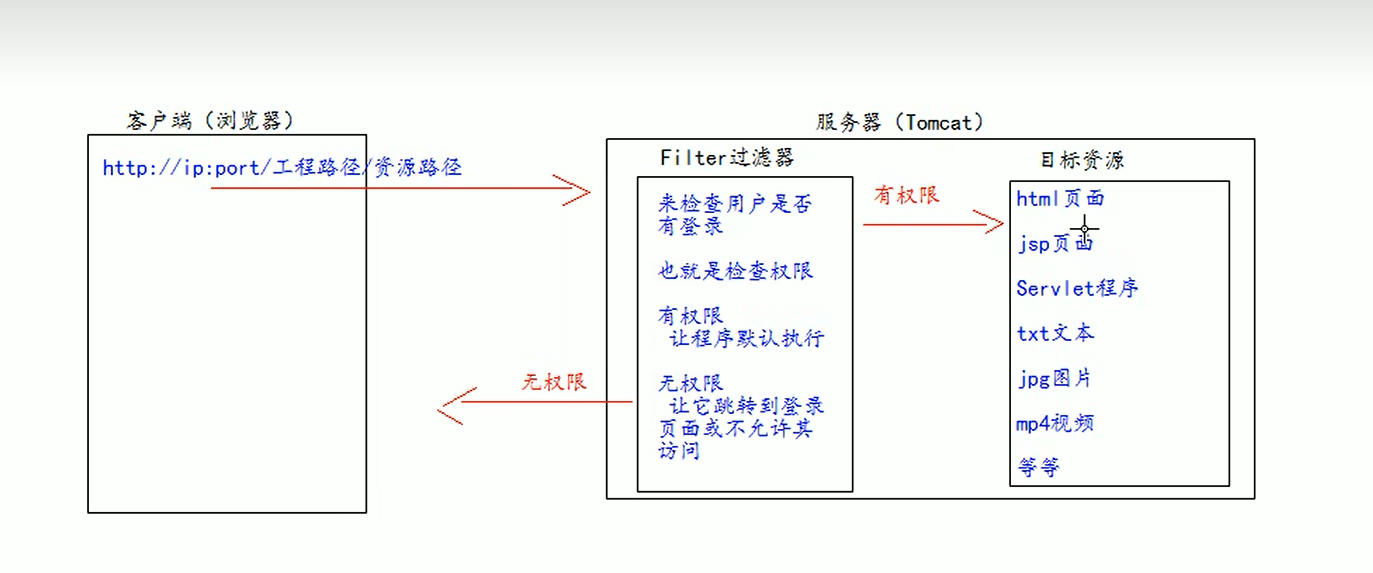 客户端（浏览器）
http://ip:port/工程路径/资源路径
服务器（Tomcat）
Filter过滤器
来检查用户是否
有登录
也就是检查权限
有权限
让程序默认执行
无权限
让它跳转到登录
页面或不允许其
访问
有权限
无权限
目标资源
html页面
jsp页面
Servlet程序
txt文本
jpg图片
mp4视频
等等